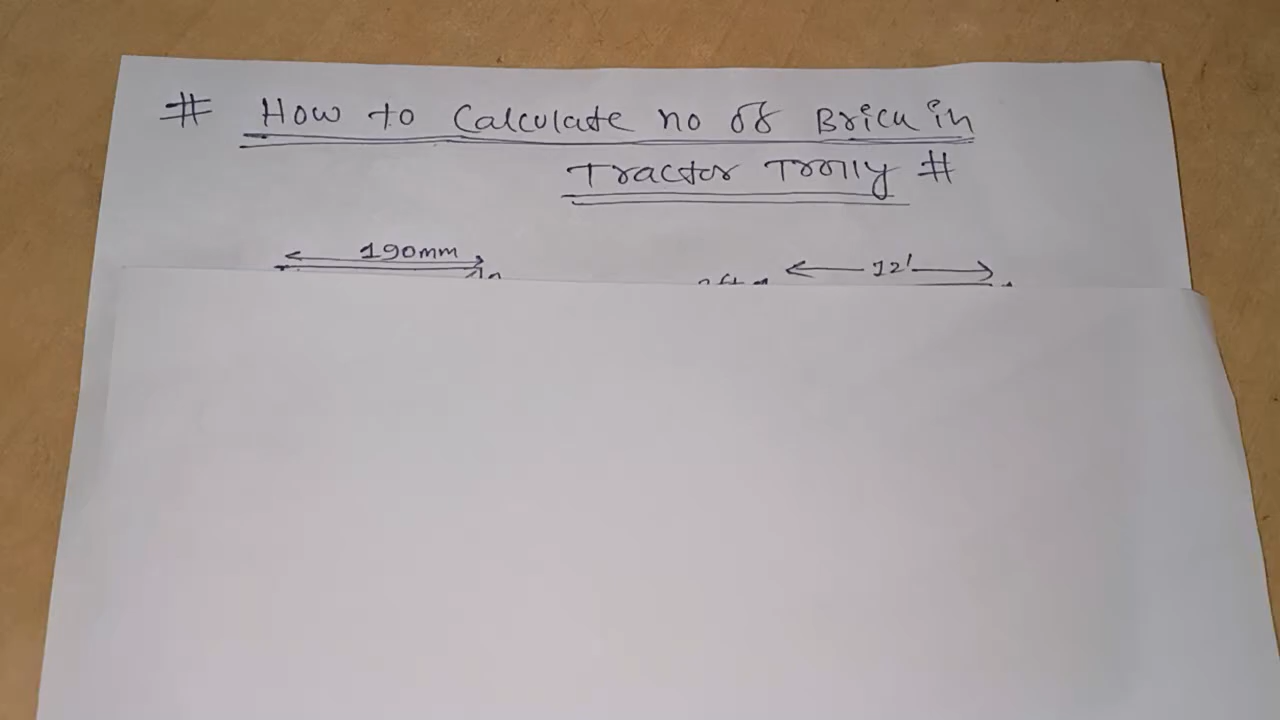 # How to Calculate no of Brick in
Tractor Trolly #
190mm
12'